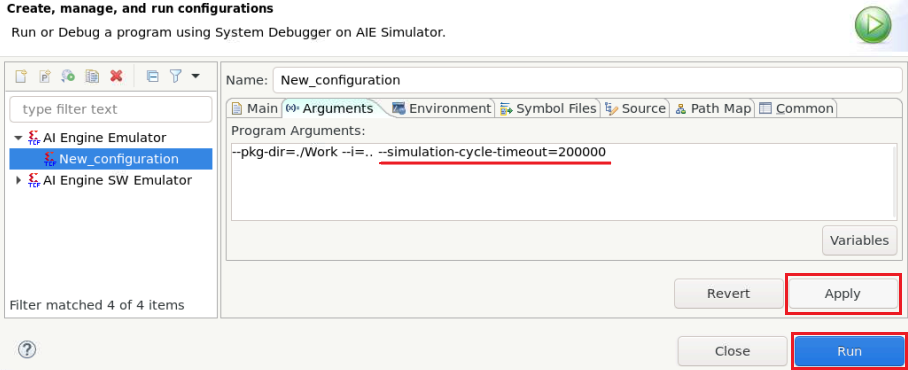 Create, manage, and run configurations
Run or Debug a program using System Debugger on AIE Simulator.
type filter text
AI Engine Emulator
TCF New_configuration
TCF AI Engine SW Emulator
Filter matched 4 of 4 items
Name: New_configuration
Main (x)= Arguments Environment Symbol Files Source Path Map Common
Program Arguments:
--pkg-dir=./Work --i=.. --simulation-cycle-timeout=200000
Variables
Revert Apply
? Close Run